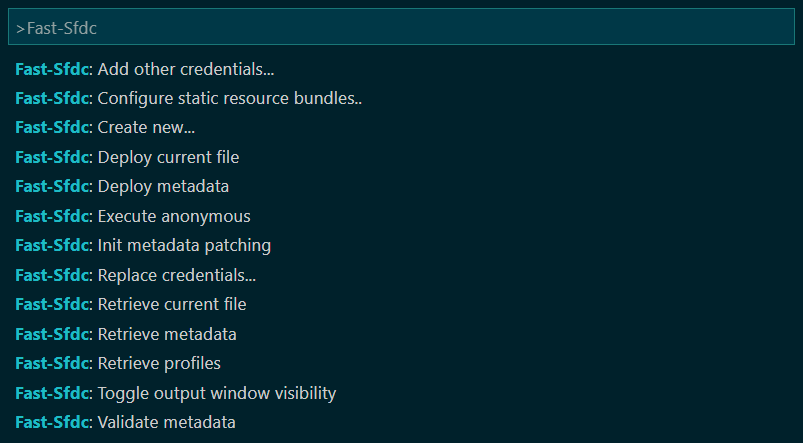 >Fast-Sfdc
Fast-Sfdc: Add other credentials...
Fast-Sfdc: Configure static resource bundles..
Fast-Sfdc: Create new...
Fast-Sfdc: Deploy current file
Fast-Sfdc: Deploy metadata
Fast-Sfdc: Execute anonymous
Fast-Sfdc: Init metadata patching
Fast-Sfdc: Replace credentials...
Fast-Sfdc: Retrieve current file
Fast-Sfdc: Retrieve metadata
Fast-Sfdc: Retrieve profiles
Fast-Sfdc: Toggle output window visibility
Fast-Sfdc: Validate metadata